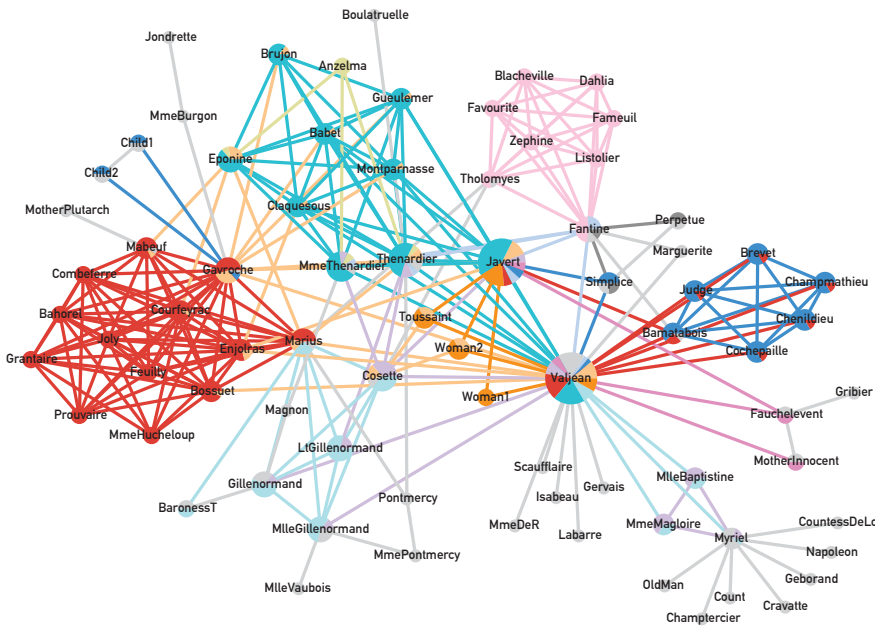 Boulatruelle
Jondrette
Brujon
Anzelma
Blacheville
Dahlia
Gueulemer
Favourite
Fameuil
MmeBurgon
Babet
Child1
Zephine
Eponine
Listolier
Child2
Montparnasse
Tholomyes
MotherPlutarch
Claquesous
Perpetue
Fantine
Mabeuf
Marguerite
Brevet
Combeferre
Gavroche
MmeThenardier
Thenardier
Javert
Simplice
Judge
Champmathieu
Bahorel
Courfeyrac
Toussaint
Bamatabois
Chenildieu
Joly
Marius
Grantaire
Enjolras
Woman2
Cochepaille
Feuilly
Cosette
Valjean
Bossuet
Gribier
Prouvaire
Magnon
Woman1
Fauchelevent
MmeHucheloup
LtGillenormand
MotherInnocent
Scaufflaire
Gillenormand
MlleBaptistine
Gervais
Isabeau
Pontmercy
BaronessT
MlleGillenormand
MmeDeR
MmeMagloire
CountessDeLo
Labarre
Myriel
MmePontmercy
Napoleon
MlleVaubois
OldMan
Geborand
Count
Cravatte
Champtercier